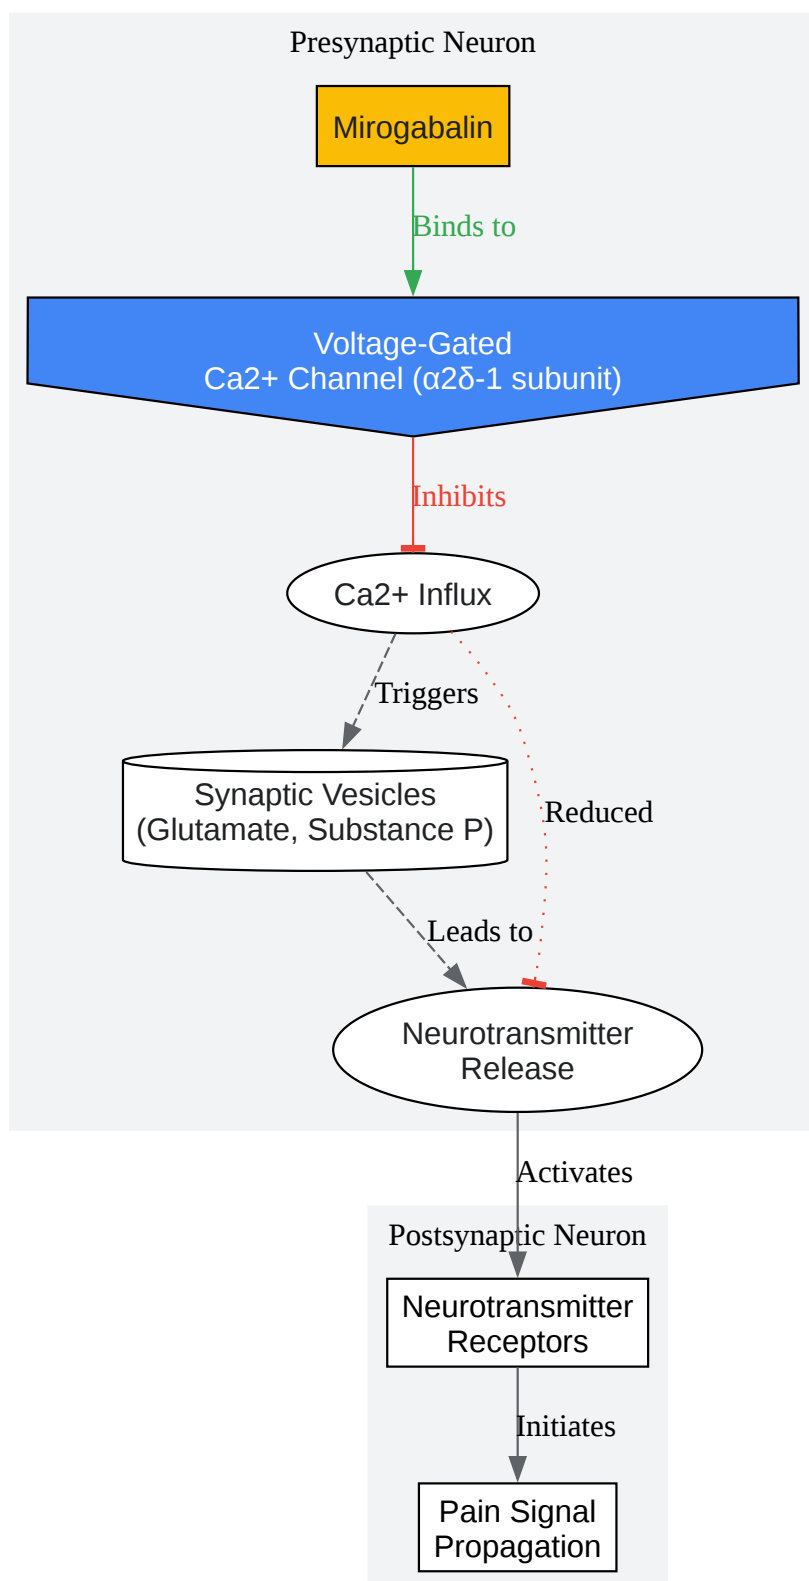 Presynaptic Neuron
Mirogabalin
Binds to
Voltage-Gated
Ca2+ Channel (α2δ-1 subunit)
Inhibits
Ca2+ Influx
Triggers
Synaptic Vesicles
(Glutamate, Substance P)
Reduced
Leads to
Neurotransmitter
Release
Activates
Postsynaptic Neuron
Neurotransmitter
Receptors
Initiates
Pain Signal
Propagation